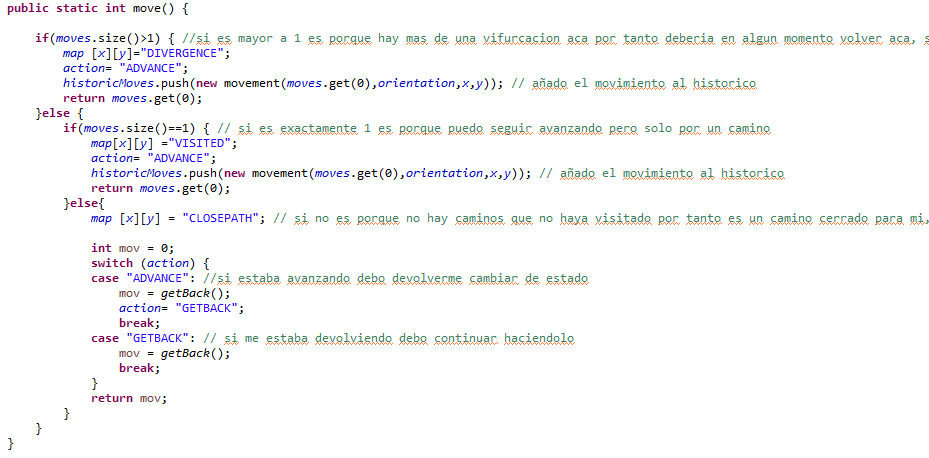 public static int move() {
if(moves.size()>1) { //si es mayor a 1 es porque hay mas de una vifurcacion aca por tanto deberia en algun momento volver aca, s
map [x][y]="DIVERGENCE";
action= "ADVANCE";
historicMoves.push(new movement(moves.get(0),orientation,x,y)); // añado el movimiento al historico
return moves.get(0);
}else {
if(moves.size()==1) { // si es exactamente 1 es porque puedo seguir avanzando pero solo por un camino
map[x][y] ="VISITED";
action= "ADVANCE";
historicMoves.push(new movement(moves.get(0),orientation,x,y)); // añado el movimiento al historico
return moves.get(0);
}else{
map [x][y] = "CLOSEPATH"; // si no es porque no hay caminos que no haya visitado por tanto es un camino cerrado para mi,
int mov = 0;
switch (action) {
case "ADVANCE": //si estaba avanzando debo devolverme cambiar de estado
mov = getBack();
action= "GETBACK";
break;
case "GETBACK": // si me estaba devolviendo debo continuar haciendolo
mov = getBack();
break;
}
return mov;
}
}
}